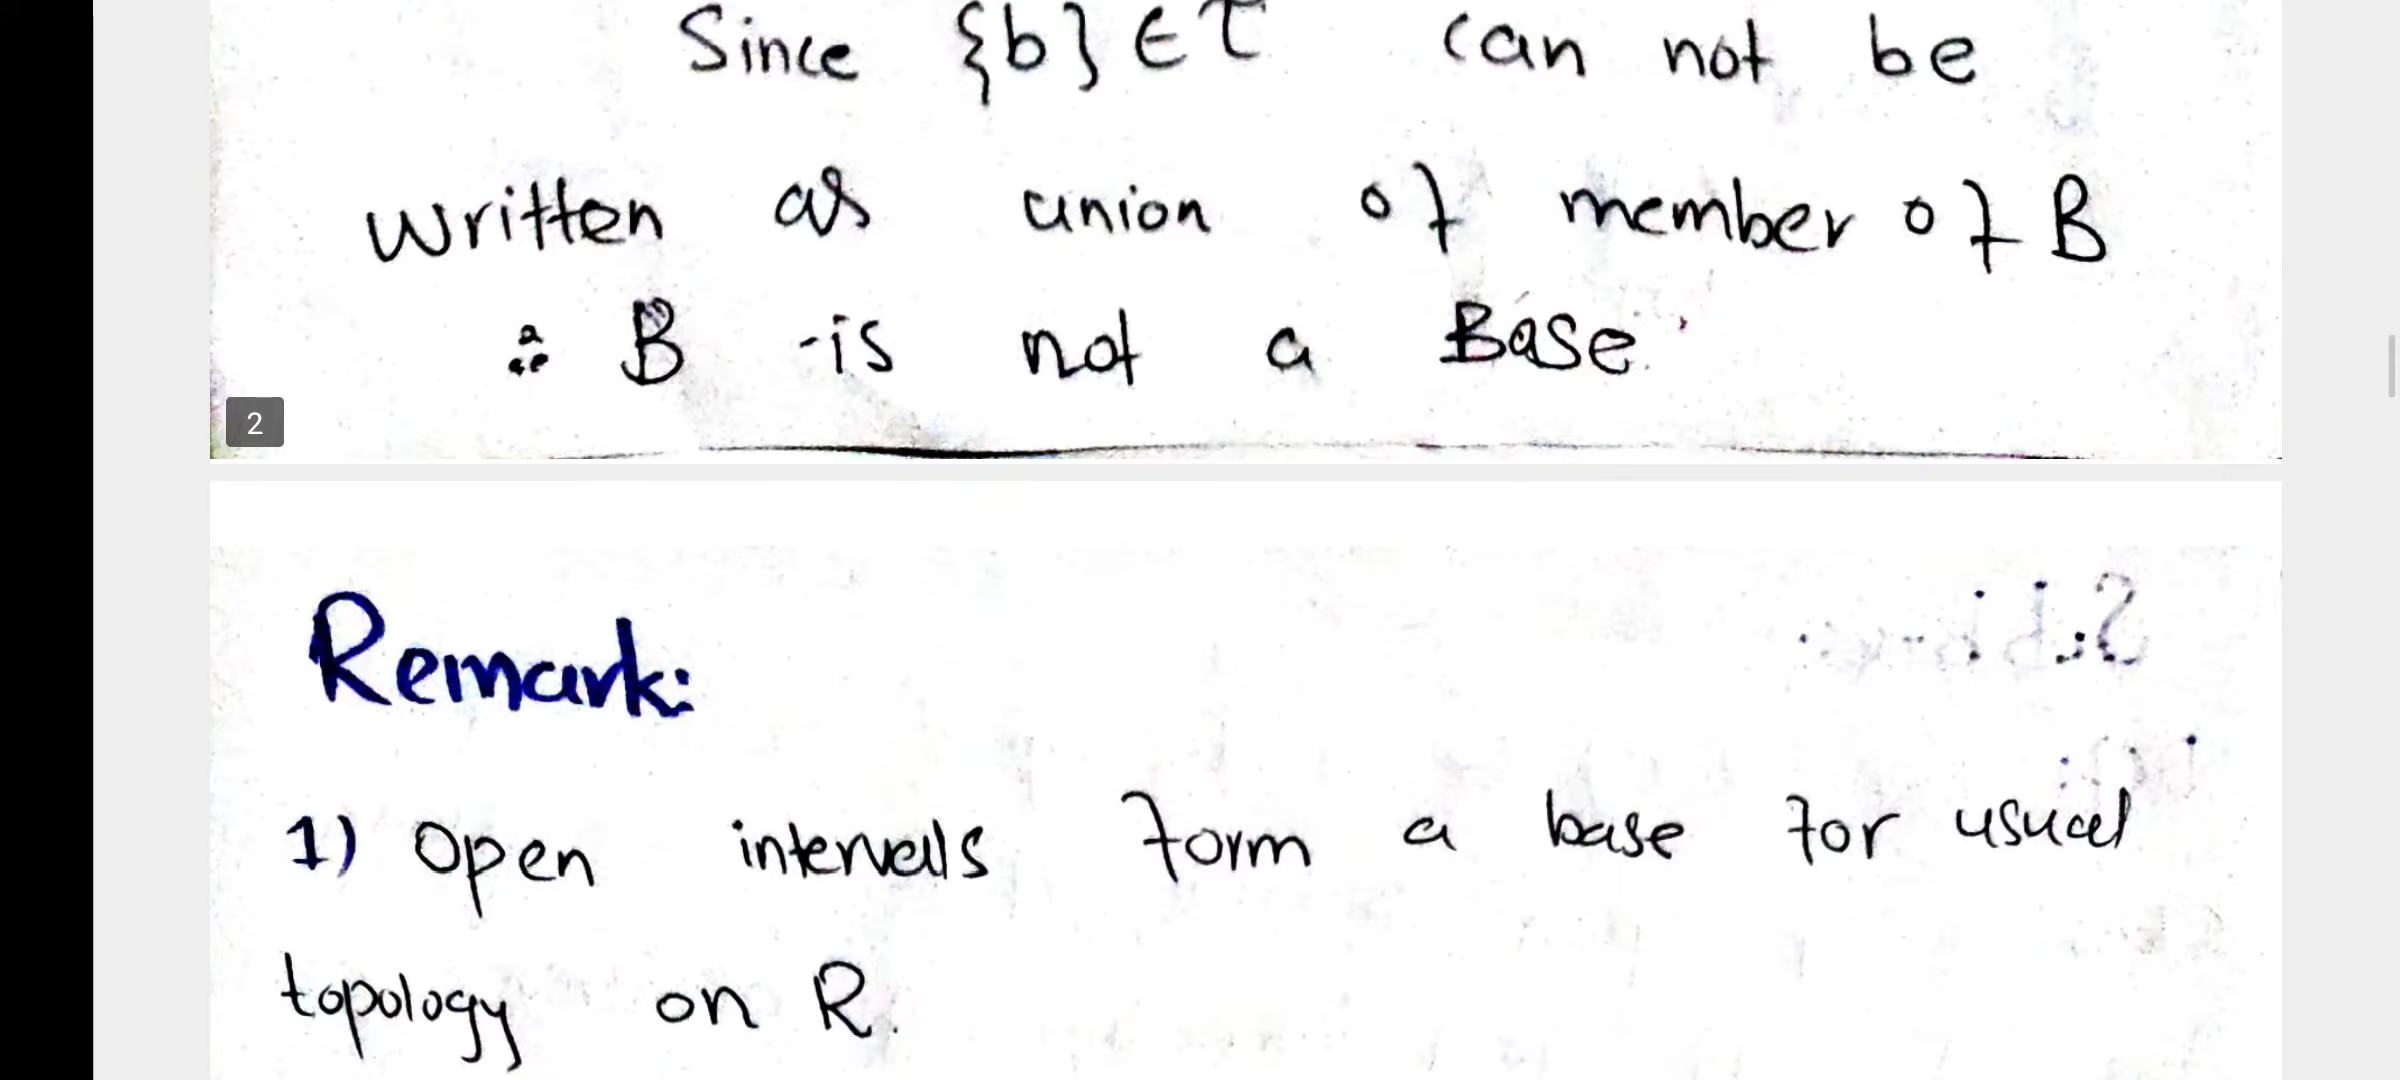 Since {b} ∈ τ can not be
written as union of member of B
∴ B is not a Base.
2
Remark:
1) Open intervals form a base for usual
topology on R.